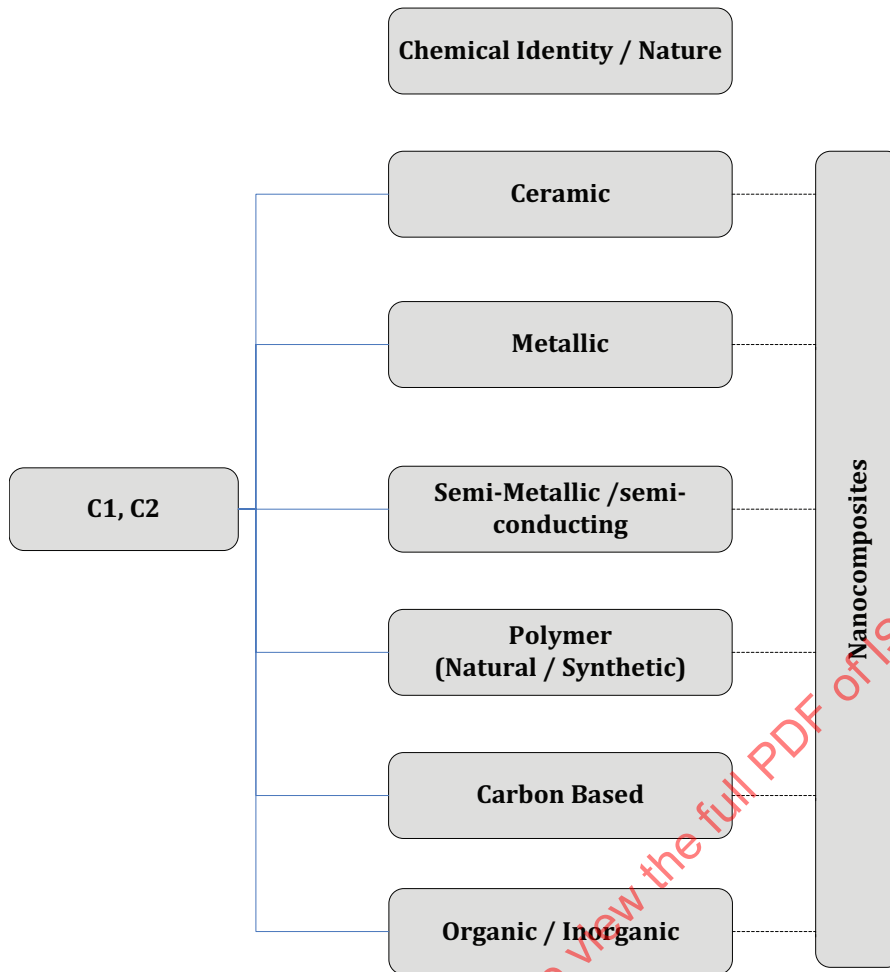 Chemical Identity / Nature
Ceramic
Metallic
C1, C2
Semi-Metallic /semi-
conducting
Polymer
(Natural / Synthetic)
Carbon Based
Organic / Inorganic
Nanocomposites
view the full PDF of